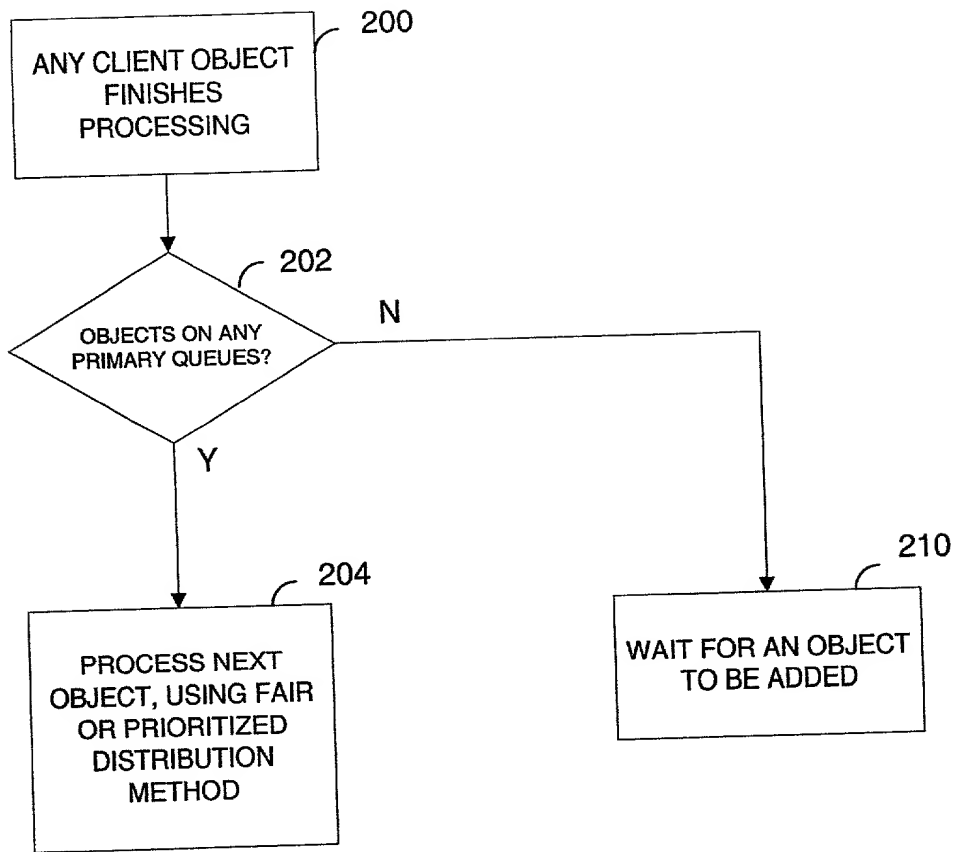 200
ANY CLIENT OBJECT
FINISHES
PROCESSING
202
OBJECTS ON ANY
PRIMARY QUEUES?
N
Y
204
PROCESS NEXT
OBJECT, USING FAIR
OR PRIORITIZED
DISTRIBUTION
METHOD
210
WAIT FOR AN OBJECT
TO BE ADDED